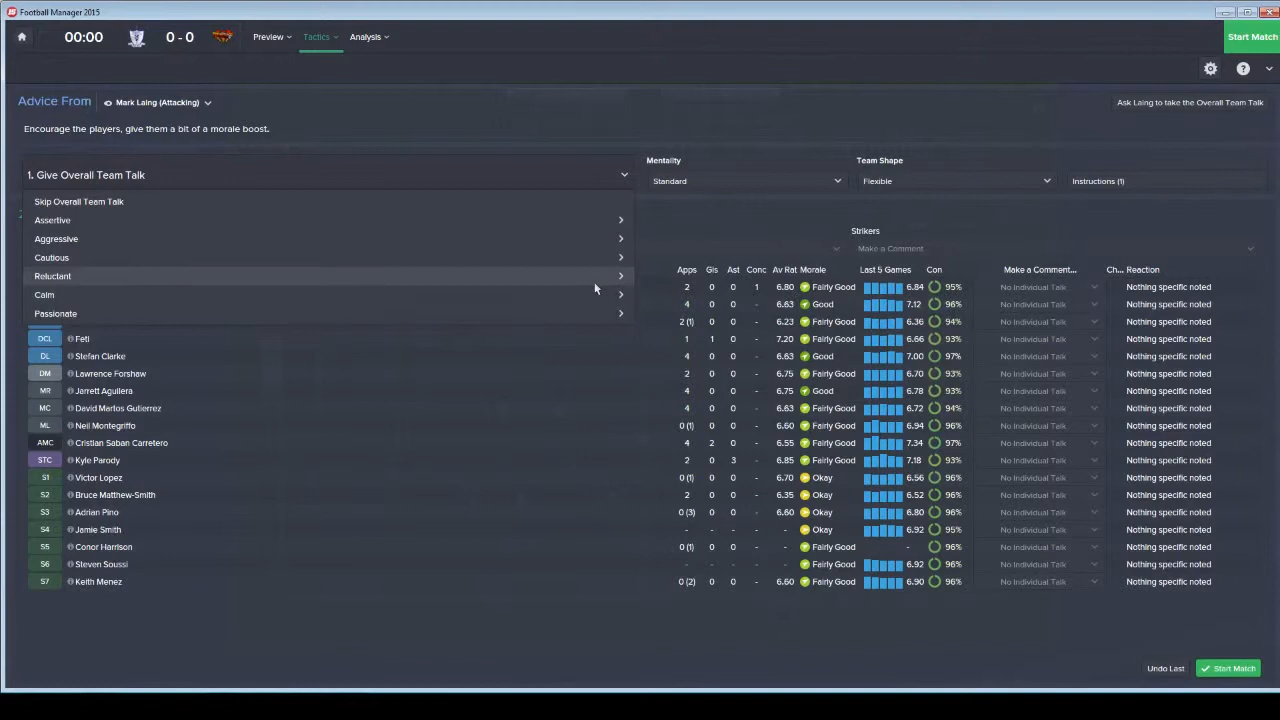 Football Manager 2015
00:00 0 - 0 Preview Tactics Analysis Start Match
Advice From Mark Laing (Attacking) Ask Laing to take the Overall Team Talk
Encourage the players, give them a bit of a morale boost.
Mentality Team Shape
1. Give Overall Team Talk Standard Flexible Instructions (1)
Skip Overall Team Talk
Assertive
Aggressive
Cautious
Reluctant
Calm
Passionate
Strikers
Make a Comment
Apps Gls Ast Conc Av Rat Morale Last 5 Games Con Make a Comment... Ch... Reaction
2 0 0 1 6.80 Fairly Good 6.84 95% No Individual Talk Nothing specific noted
4 0 0 - 6.63 Good 7.12 96% No Individual Talk Nothing specific noted
2 (1) 0 0 - 6.23 Fairly Good 6.36 94% No Individual Talk Nothing specific noted
DCL Feti 1 1 0 - 7.20 Fairly Good 6.66 93% No Individual Talk Nothing specific noted
DL Stefan Clarke 4 0 0 - 6.63 Good 7.00 97% No Individual Talk Nothing specific noted
DM Lawrence Forshaw 2 0 0 - 6.75 Fairly Good 6.70 93% No Individual Talk Nothing specific noted
MR Jarrett Aguilera 4 0 0 - 6.75 Good 6.78 93% No Individual Talk Nothing specific noted
MC David Martos Gutierrez 4 0 0 - 6.63 Fairly Good 6.72 94% No Individual Talk Nothing specific noted
ML Neil Montegriffo 0 (1) 0 0 - 6.60 Fairly Good 6.94 96% No Individual Talk Nothing specific noted
AMC Cristian Saban Carretero 4 2 0 - 6.55 Fairly Good 7.34 97% No Individual Talk Nothing specific noted
STC Kyle Parody 2 0 3 - 6.85 Fairly Good 7.18 93% No Individual Talk Nothing specific noted
S1 Victor Lopez 0 (1) 0 0 - 6.70 Okay 6.56 96% No Individual Talk Nothing specific noted
S2 Bruce Matthew-Smith 2 0 0 - 6.35 Okay 6.52 96% No Individual Talk Nothing specific noted
S3 Adrian Pino 0 (3) 0 0 - 6.60 Okay 6.80 96% No Individual Talk Nothing specific noted
S4 Jamie Smith - - - - - Okay 6.92 95% No Individual Talk Nothing specific noted
S5 Conor Harrison 0 (1) 0 0 - - Fairly Good - 96% No Individual Talk Nothing specific noted
S6 Steven Soussi - - - - - Fairly Good 6.92 96% No Individual Talk Nothing specific noted
S7 Keith Menez 0 (2) 0 0 - 6.60 Fairly Good 6.90 96% No Individual Talk Nothing specific noted
Undo Last Start Match